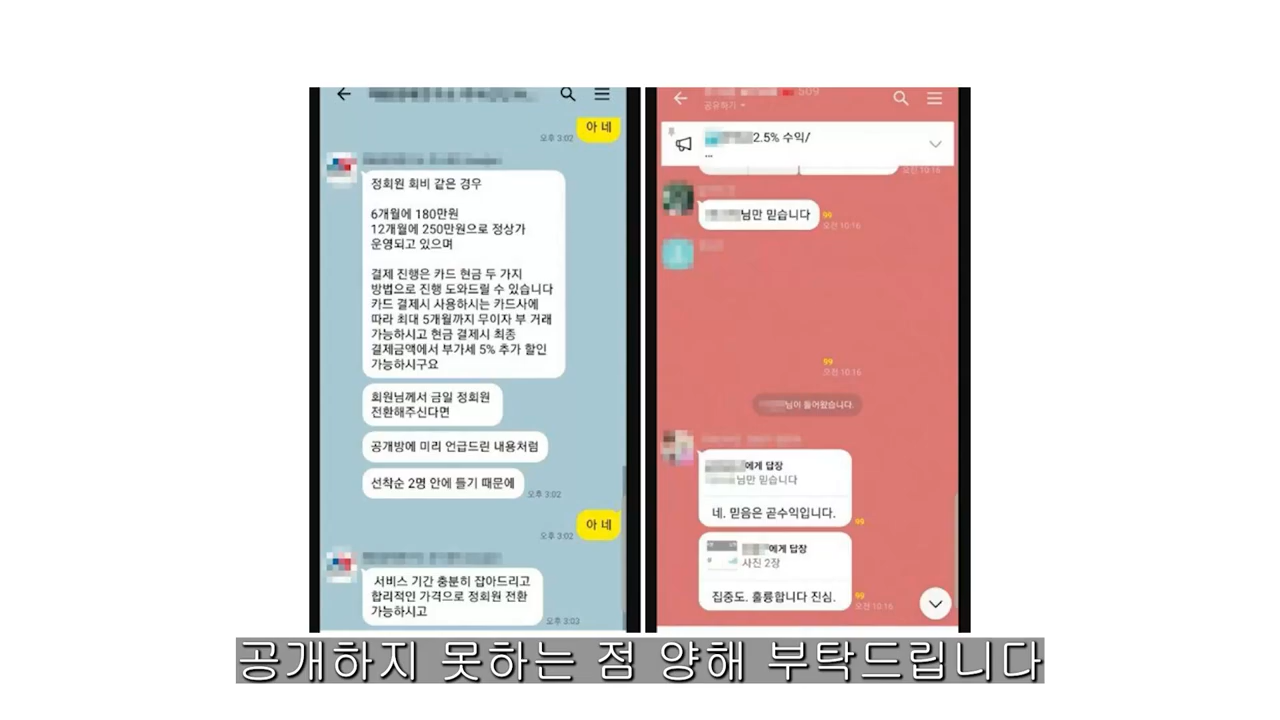 아 네
오후 3:02
정회원 회비 같은 경우
6개월에 180만원
12개월에 250만원으로 정상가
운영되고 있으며
결제 진행은 카드 현금 두 가지
방법으로 진행 도와드릴 수 있습니다
카드 결제시 사용하시는 카드사에
따라 최대 5개월까지 무이자 부 거래
가능하시고 현금 결제시 최종
결제금액에서 부가세 5% 추가 할인
가능하시구요
회원님께서 금일 정회원
전환해주신다면
공개방에 미리 언급드린 내용처럼
선착순 2명 안에 들기 때문에
오후 3:02
아 네
오후 3:02
서비스 기간 충분히 잡아드리고
합리적인 가격으로 정회원 전환
가능하시고
오후 3:03
509
공유하기
2.5% 수익/
...
오전 10:16
님만 믿습니다
99
오전 10:16
99
오전 10:16
님이 들어왔습니다.
에게 답장
님만 믿습니다
네. 믿음은 곧수익입니다.
99
에게 답장
사진 2장
집중도. 훌륭합니다 진심.
99
오전 10:16
공개하지 못하는 점 양해 부탁드립니다